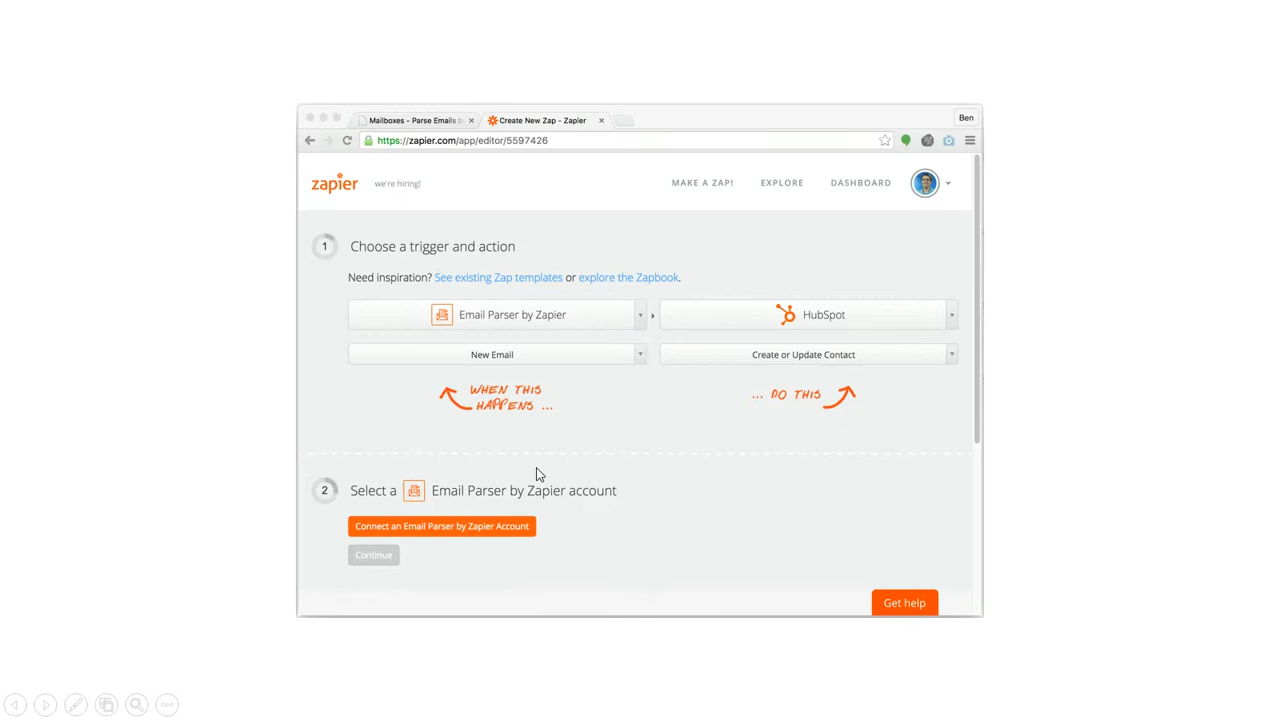 Mailboxes - Parse Emails b
Create New Zap - Zapier
Ben
https://zapier.com/app/editor/5597426
zapier
we're hiring!
MAKE A ZAP!
EXPLORE
DASHBOARD
1
Choose a trigger and action
Need inspiration? See existing Zap templates or explore the Zapbook.
Email Parser by Zapier
HubSpot
New Email
Create or Update Contact
WHEN THIS
HAPPENS ...
... DO THIS
2
Select a Email Parser by Zapier account
Connect an Email Parser by Zapier Account
Continue
Get help